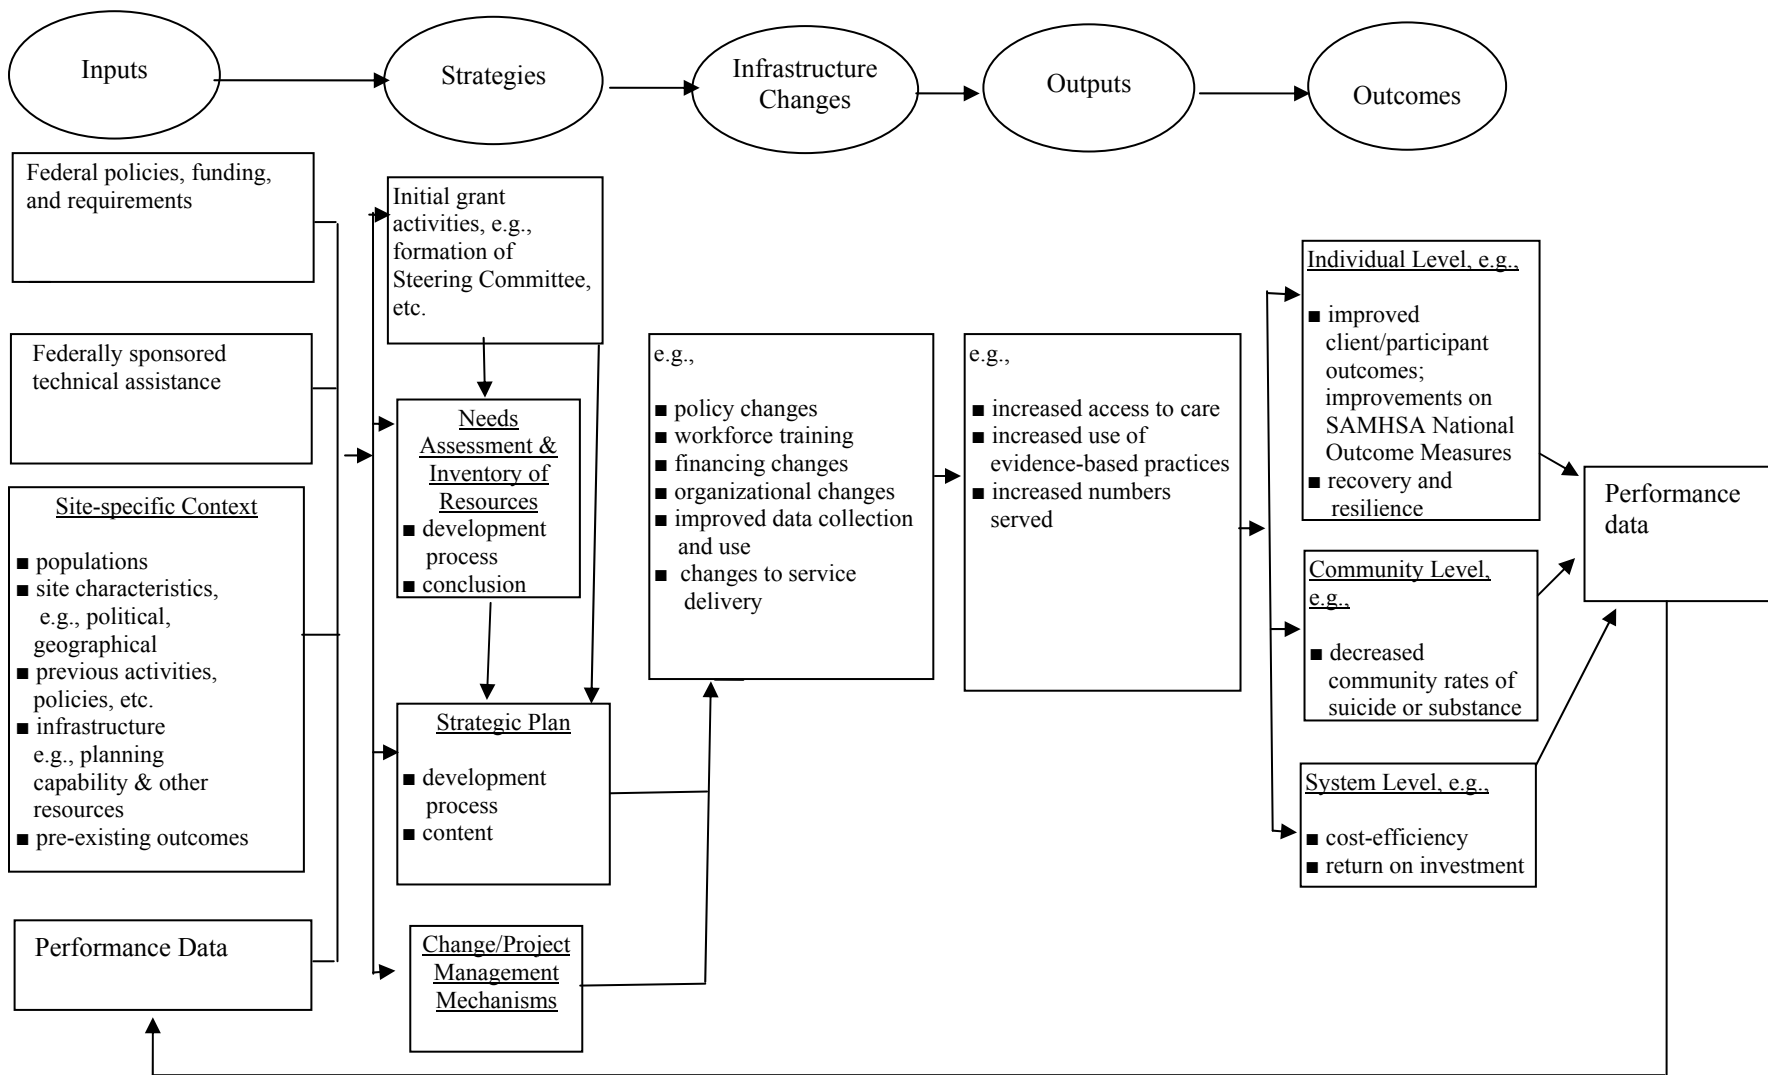 Inputs
Strategies
Infrastructure
Changes
Outputs
Outcomes
Federal policies, funding,
and requirements
Federally sponsored
technical assistance
Site-specific Context
■ populations
■ site characteristics,
e.g., political,
geographical
■ previous activities,
policies, etc.
■ infrastructure
e.g., planning
capability & other
resources
■ pre-existing outcomes
Performance Data
Initial grant
activities, e.g.,
formation of
Steering Committee,
etc.
Needs
Assessment &
Inventory of
Resources
■ development
process
■ conclusion
Strategic Plan
■ development
process
■ content
Change/Project
Management
Mechanisms
e.g.,
■ policy changes
■ workforce training
■ financing changes
■ organizational changes
■ improved data collection
and use
■ changes to service
delivery
e.g.,
■ increased access to care
■ increased use of
evidence-based practices
■ increased numbers
served
Individual Level, e.g.,
■ improved
client/participant
outcomes;
improvements on
SAMHSA National
Outcome Measures
■ recovery and
resilience
Community Level,
e.g.,
■ decreased
community rates of
suicide or substance
System Level, e.g.,
■ cost-efficiency
■ return on investment
Performance
data